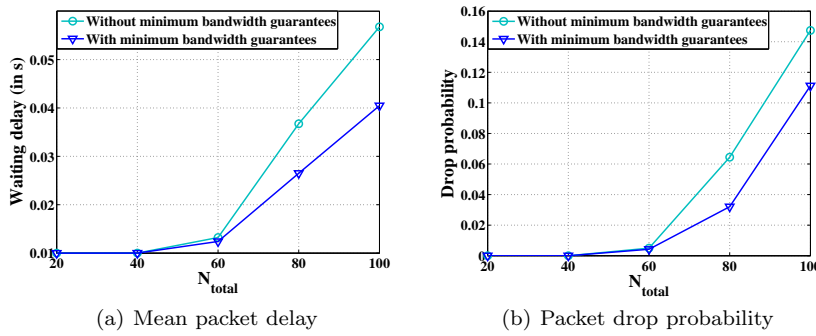 Without minimum bandwidth guarantees
With minimum bandwidth guarantees
Waiting delay (in s)
0.05
0.04
0.03
0.02
0.01
20 40 60 80 100
N_total
(a) Mean packet delay
Without minimum bandwidth guarantees
With minimum bandwidth guarantees
Drop probability
0.16
0.14
0.12
0.1
0.08
0.06
0.04
0.02
0
20 40 60 80 100
N_total
(b) Packet drop probability